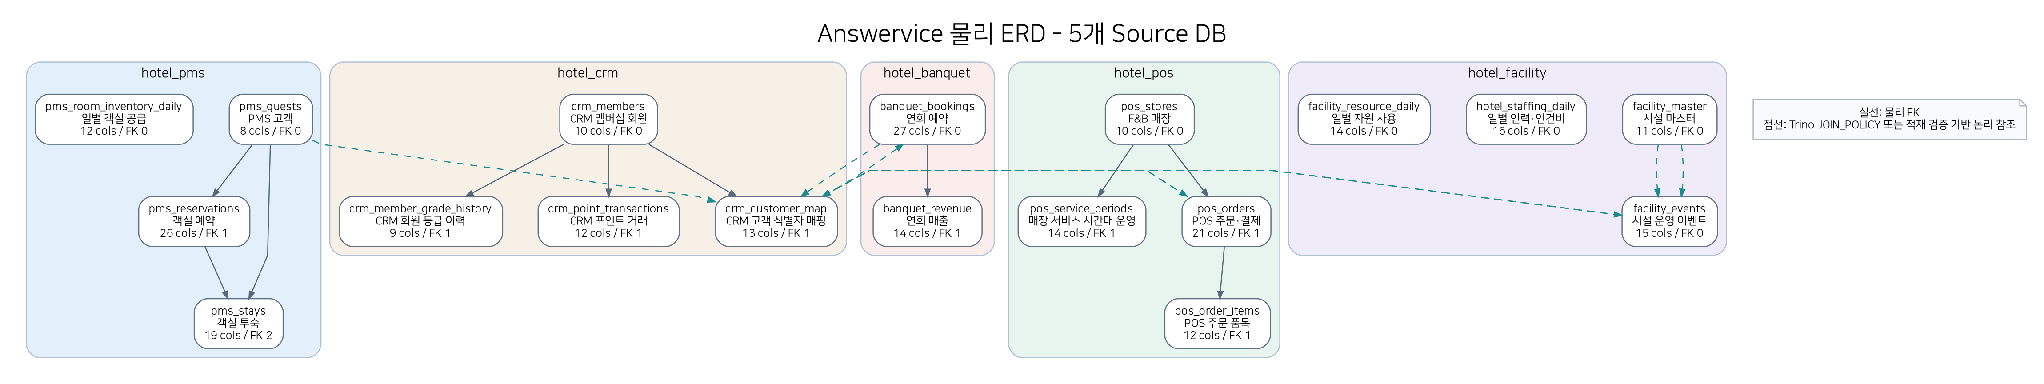 Answervice 물리 ERD - 5개 Source DB
hotel_pms
pms_room_inventory_daily
일별 객실 공급
12 cols / FK 0
pms_guests
PMS 고객
8 cols / FK 0
pms_reservations
객실 예약
26 cols / FK 1
pms_stays
객실 투숙
19 cols / FK 2
hotel_crm
crm_members
CRM 멤버십 회원
10 cols / FK 0
crm_member_grade_history
CRM 회원 등급 이력
9 cols / FK 1
crm_point_transactions
CRM 포인트 거래
12 cols / FK 1
crm_customer_map
CRM 고객 식별자 매핑
13 cols / FK 1
hotel_banquet
banquet_bookings
연회 예약
27 cols / FK 0
banquet_revenue
연회 매출
14 cols / FK 1
hotel_pos
pos_stores
F&B 매장
10 cols / FK 0
pos_service_periods
매장 서비스 시간대 운영
14 cols / FK 1
pos_orders
POS 주문·결제
21 cols / FK 1
pos_order_items
POS 주문 품목
12 cols / FK 1
hotel_facility
facility_resource_daily
일별 자원 사용
14 cols / FK 0
hotel_staffing_daily
일별 인력·인건비
16 cols / FK 0
facility_master
시설 마스터
11 cols / FK 0
facility_events
시설 운영 이벤트
15 cols / FK 0
실선: 물리 FK
점선: Trino JOIN_POLICY 또는 적재 검증 기반 논리 참조